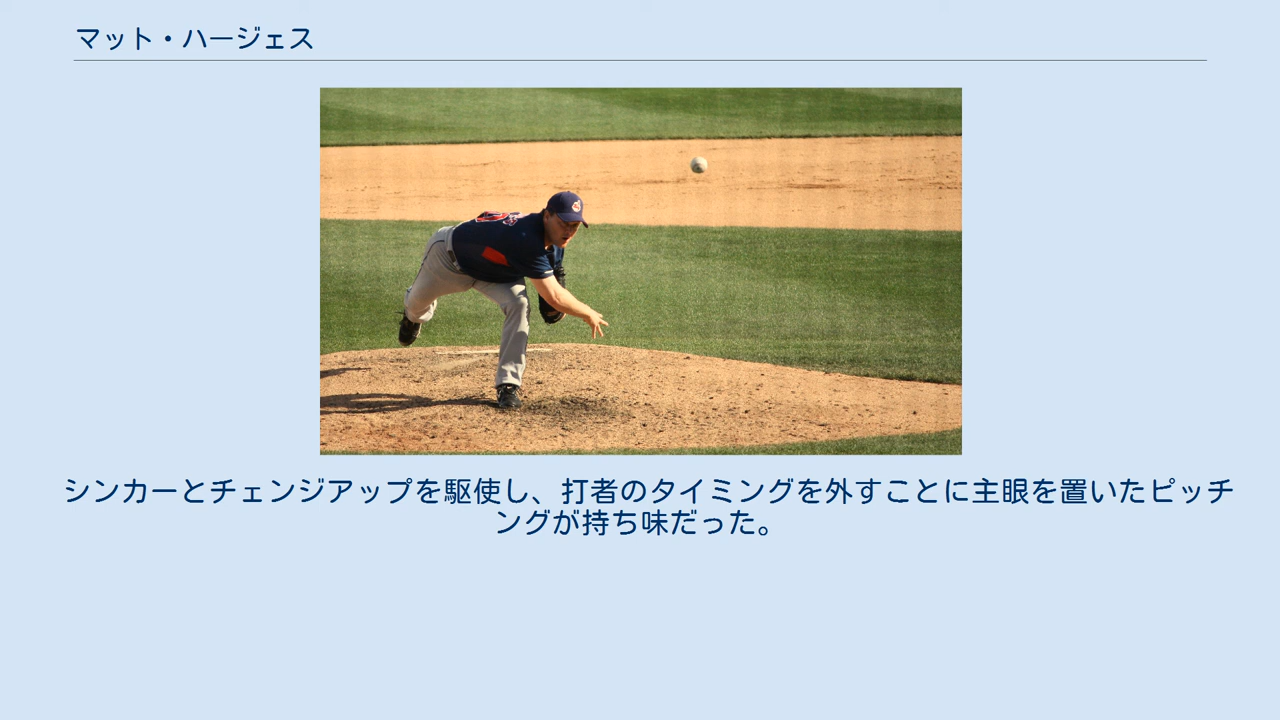 マット・ハージェス
シンカーとチェンジアップを駆使し、打者のタイミングを外すことに主眼を置いたピッチ
ングが持ち味だった。